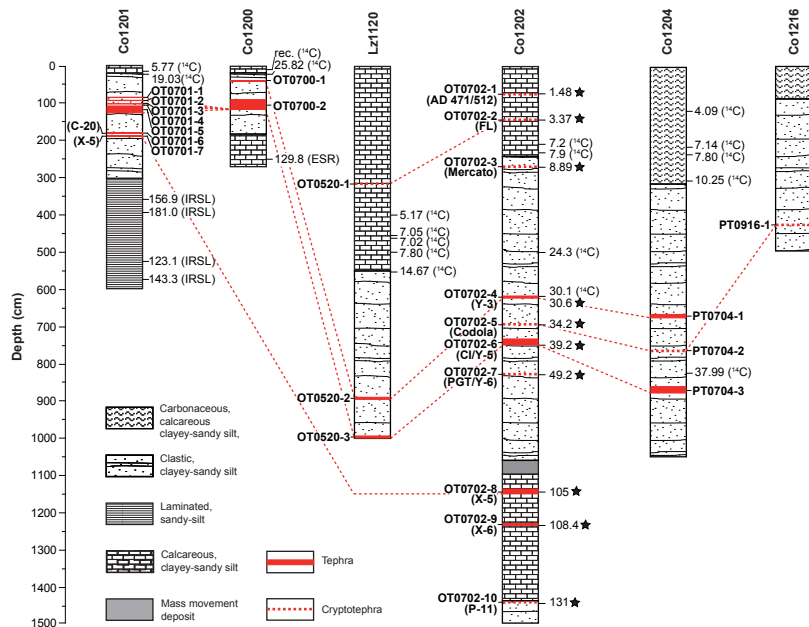 Co1201
Co1200
Lz1120
Co1202
Co1204
Co1216
Depth (cm)
0
100
200
300
400
500
600
700
800
900
1000
1100
1200
1300
1400
1500
5.77 (¹⁴C)
19.03 (¹⁴C)
OT0701-1
OT0701-2
OT0701-3
OT0701-4
OT0701-5
OT0701-6
OT0701-7
(C-20)
(X-5)
156.9 (IRSL)
181.0 (IRSL)
123.1 (IRSL)
143.3 (IRSL)
rec. (¹⁴C)
25.82 (¹⁴C)
OT0700-1
OT0700-2
129.8 (ESR)
OT0520-1
5.17 (¹⁴C)
7.05 (¹⁴C)
7.02 (¹⁴C)
7.80 (¹⁴C)
14.67 (¹⁴C)
OT0520-2
OT0520-3
OT0702-1
(AD 471/512)
1.48 ★
OT0702-2
(FL)
3.37 ★
7.2 (¹⁴C)
7.9 (¹⁴C)
OT0702-3
(Mercato)
8.89 ★
24.3 (¹⁴C)
OT0702-4
(Y-3)
30.1 (¹⁴C)
30.6 ★
OT0702-5
(Codola)
34.2 ★
OT0702-6
(CI/Y-5)
39.2 ★
OT0702-7
(PGT/Y-6)
49.2 ★
OT0702-8
(X-5)
105 ★
OT0702-9
(X-6)
108.4 ★
OT0702-10
(P-11)
131 ★
4.09 (¹⁴C)
7.14 (¹⁴C)
7.80 (¹⁴C)
10.25 (¹⁴C)
PT0704-1
PT0704-2
37.99 (¹⁴C)
PT0704-3
PT0916-1
Carbonaceous,
calcareous
clayey-sandy silt,
Clastic,
clayey-sandy silt
Laminated,
sandy-silt
Calcareous,
clayey-sandy silt
Mass movement
deposit
Tephra
Cryptotephra